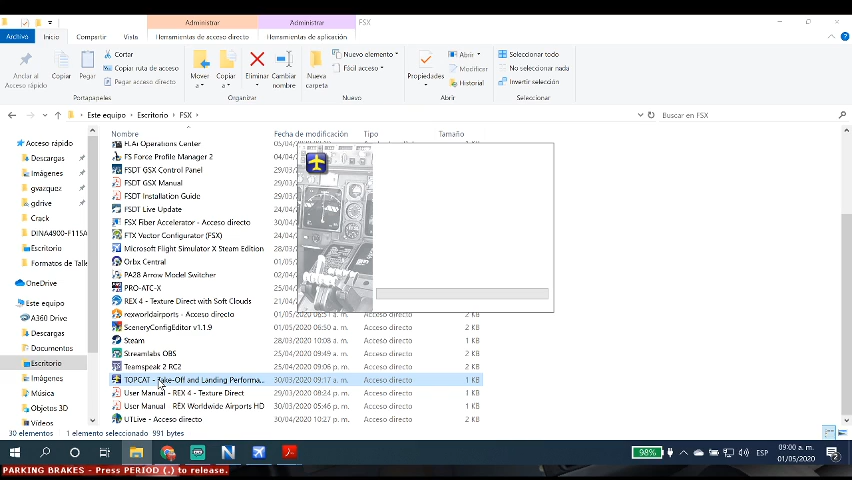 Administrar Administrar FSX
Archivo Inicio Compartir Vista Herramientas de acceso directo Herramientas de aplicación
Anclar al Acceso rápido
Copiar
Pegar
Cortar
Copiar ruta de acceso
Pegar acceso directo
Mover a
Copiar a
Eliminar
Cambiar nombre
Nueva carpeta
Nuevo elemento
Fácil acceso
Propiedades
Abrir
Modificar
Historial
Seleccionar todo
No seleccionar nada
Invertir selección
Portapapeles Organizar Nuevo Abrir Seleccionar
Este equipo > Escritorio > FSX > Buscar en FSX
Nombre Fecha de modificación Tipo Tamaño
Acceso rápido
Descargas
Imágenes
gvazquez
gdrive
Crack
DINA4900-F115A
Escritorio
Formatos de Talle
OneDrive
Este equipo
A360 Drive
Descargas
Documentos
Escritorio
Imágenes
Música
Objetos 3D
Vídeos
FS Force Profile Manager 2
FSDT GSX Control Panel
FSDT GSX Manual
FSDT Installation Guide
FSDT Live Update
FSX Fiber Accelerator - Acceso directo
FTX Vector Configurator (FSX)
Microsoft Flight Simulator X Steam Edition
Orbx Central
PA28 Arrow Model Switcher
PRO-ATC-X
REX 4 - Texture Direct with Soft Clouds
rexworldairports - Acceso directo
SceneryConfigEditor v1.1.9 01/05/2020 06:50 a. m. Acceso directo 2 KB
Steam 28/03/2020 10:08 a. m. Acceso directo 1 KB
Streamlabs OBS 30/04/2020 09:05 a. m. Acceso directo 2 KB
Teamspeak 2 RC2 25/04/2020 09:06 p. m. Acceso directo 2 KB
TOPCAT - Take-Off and Landing Performa... 30/03/2020 09:17 a. m. Acceso directo 1 KB
User Manual - REX 4 - Texture Direct 29/03/2020 08:24 p. m. Acceso directo 1 KB
User Manual - REX Worldwide Airports HD 30/03/2020 05:46 p. m. Acceso directo 1 KB
UTLive - Acceso directo 30/04/2020 10:27 p. m. Acceso directo 2 KB
30 elementos 1 elemento seleccionado 991 bytes
98% ESP 09:00 a. m.
01/05/2020
PARKING BRAKES - Press PERIOD (.) to release.